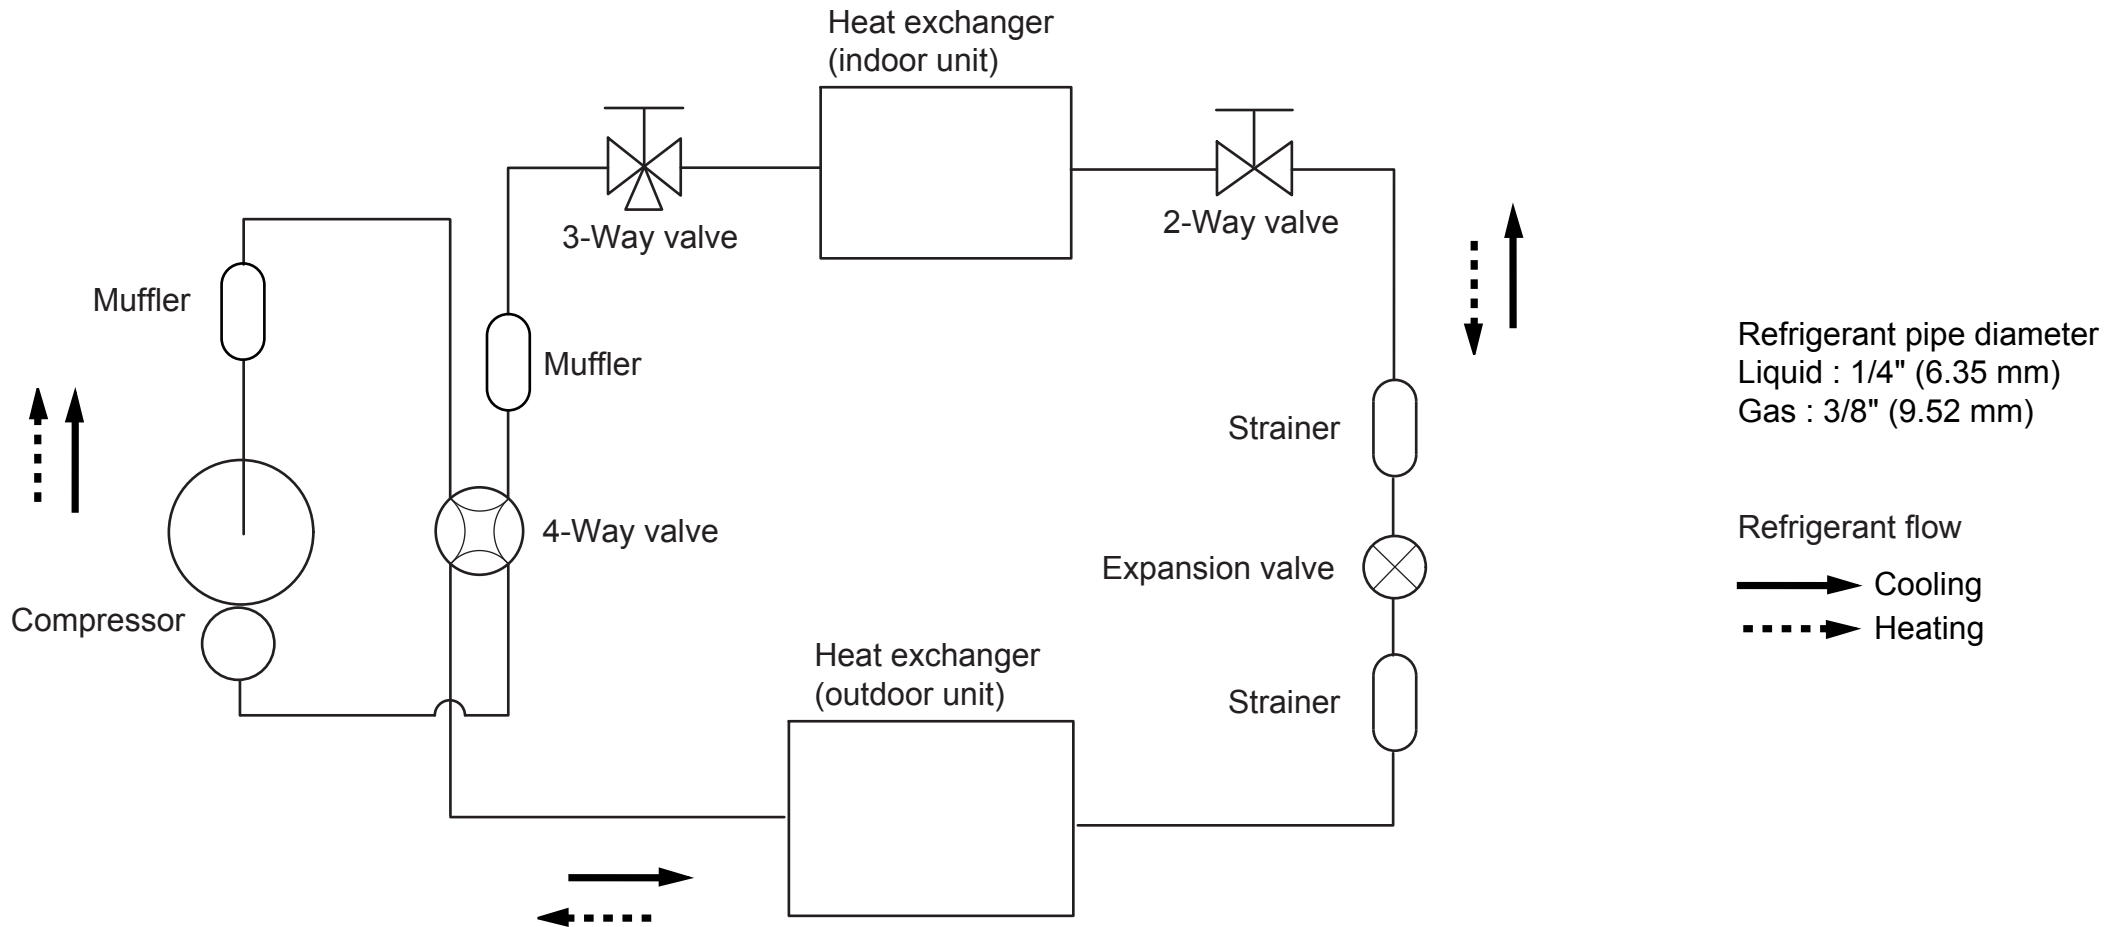 Heat exchanger
(indoor unit)
3-Way valve
2-Way valve
Muffler
Muffler
Refrigerant pipe diameter
Liquid : 1/4" (6.35 mm)
Gas : 3/8" (9.52 mm)
Strainer
4-Way valve
Expansion valve
Refrigerant flow
Cooling
Heating
Compressor
Heat exchanger
(outdoor unit)
Strainer